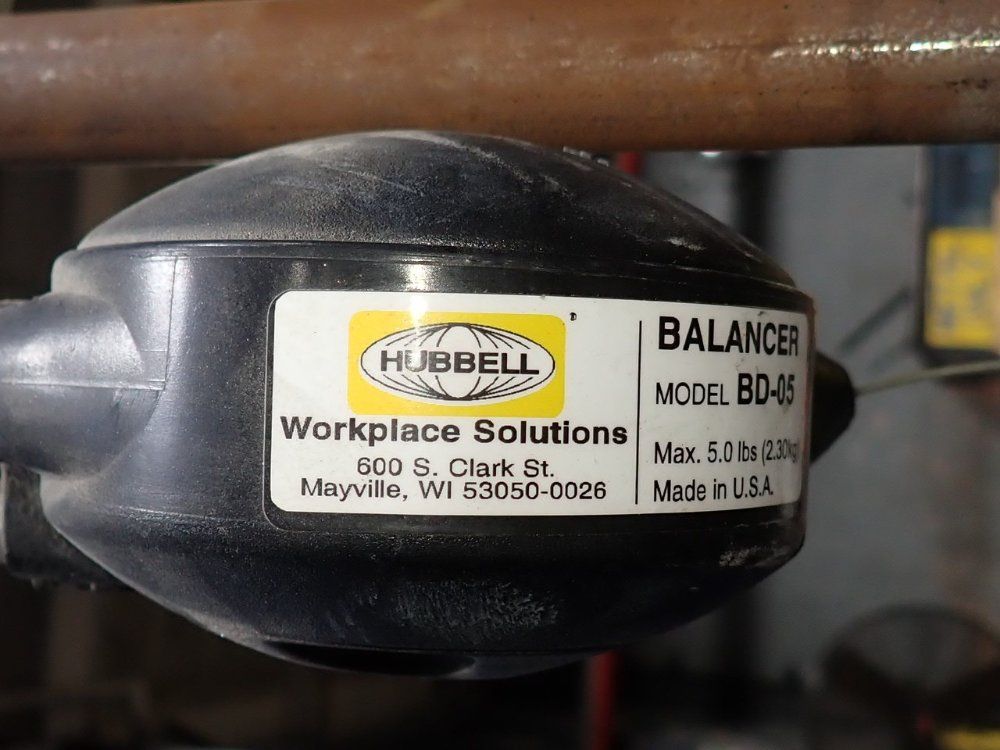 HUBBELL
Workplace Solutions
600 S. Clark St.
Mayville, WI 53050-0026
BALANCER
MODEL BD-05
Max. 5.0 lbs (2.30kg)
Made in U.S.A.